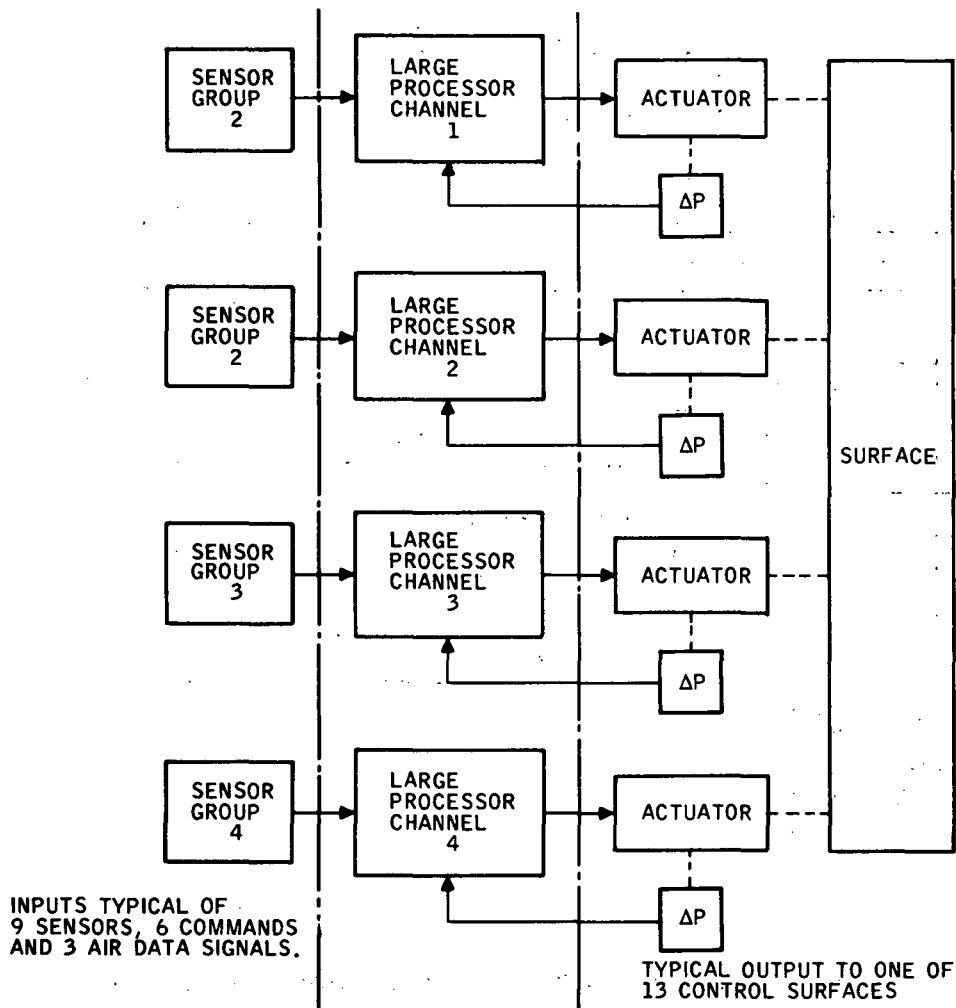 SENSOR
GROUP
2
LARGE
PROCESSOR
CHANNEL
1
ACTUATOR
ΔP
SENSOR
GROUP
2
LARGE
PROCESSOR
CHANNEL
2
ACTUATOR
ΔP
SURFACE
SENSOR
GROUP
3
LARGE
PROCESSOR
CHANNEL
3
ACTUATOR
ΔP
SENSOR
GROUP
4
LARGE
PROCESSOR
CHANNEL
4
ACTUATOR
ΔP
INPUTS TYPICAL OF
9 SENSORS, 6 COMMANDS
AND 3 AIR DATA SIGNALS.
TYPICAL OUTPUT TO ONE OF
13 CONTROL SURFACES